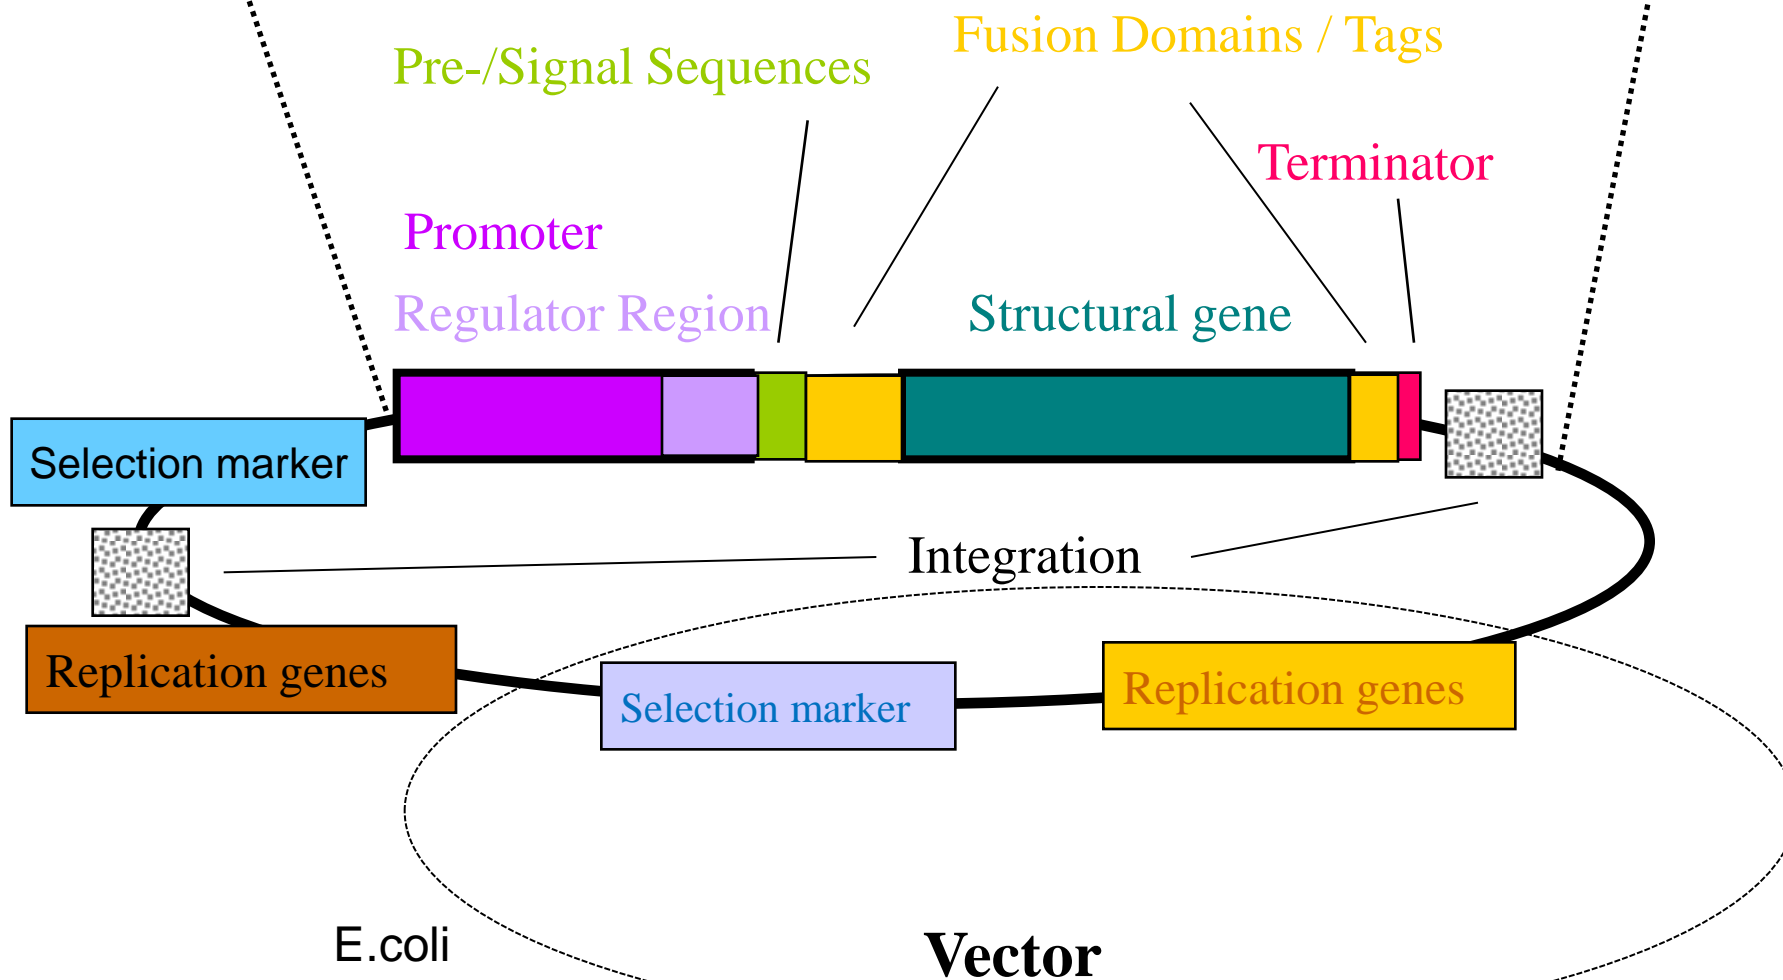 Fusion Domains / Tags
Pre-/Signal Sequences
Terminator
Promoter
Regulator Region
Structural gene
Selection marker
Integration
Replication genes
Selection marker
Replication genes
E.coli
Vector